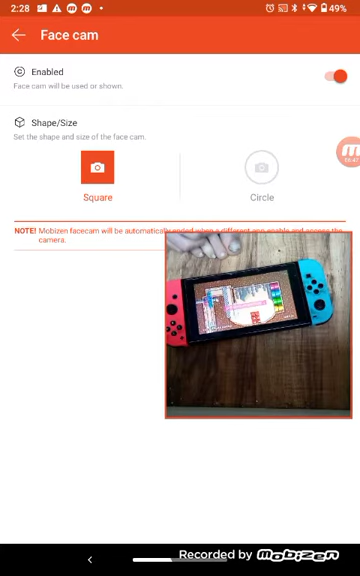 2:28
49%
Face cam
Enabled
Face cam will be used or shown.
Shape/Size
Set the shape and size of the face cam.
Square
Circle
NOTE! Mobizen facecam will be automatically ended when a different app enable and access the
camera.
Recorded by mobizen